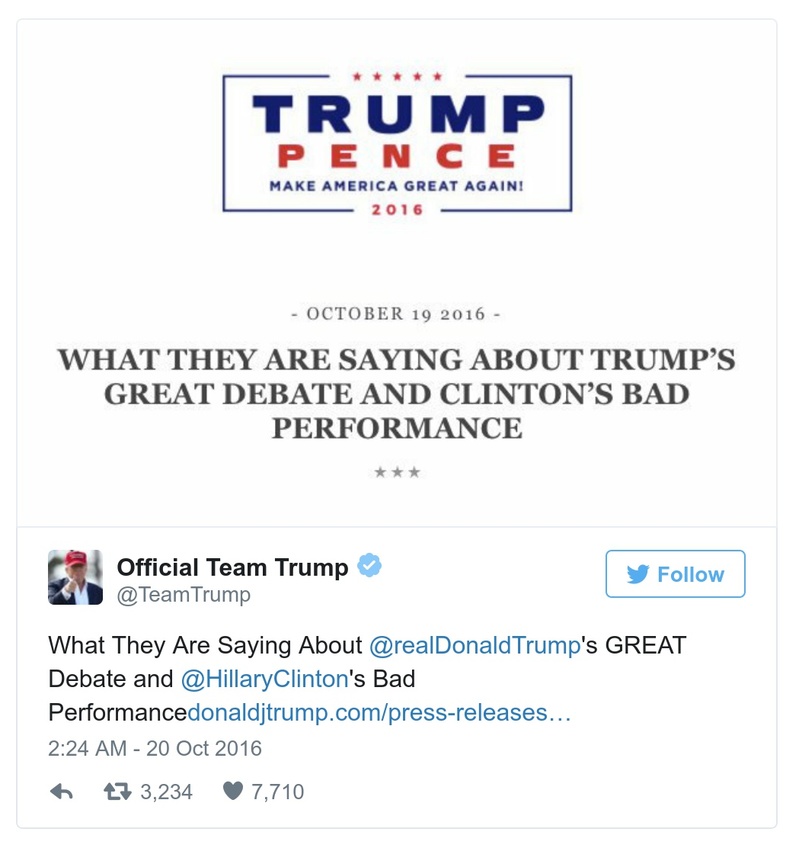 TRUMP
PENCE
MAKE AMERICA GREAT AGAIN!
2016
- OCTOBER 19 2016 -
WHAT THEY ARE SAYING ABOUT TRUMP’S
GREAT DEBATE AND CLINTON’S BAD
PERFORMANCE
Official Team Trump
@TeamTrump
Follow
What They Are Saying About @realDonaldTrump's GREAT
Debate and @HillaryClinton's Bad
Performancedonaldjtrump.com/press-releases…
2:24 AM - 20 Oct 2016
3,234 7,710